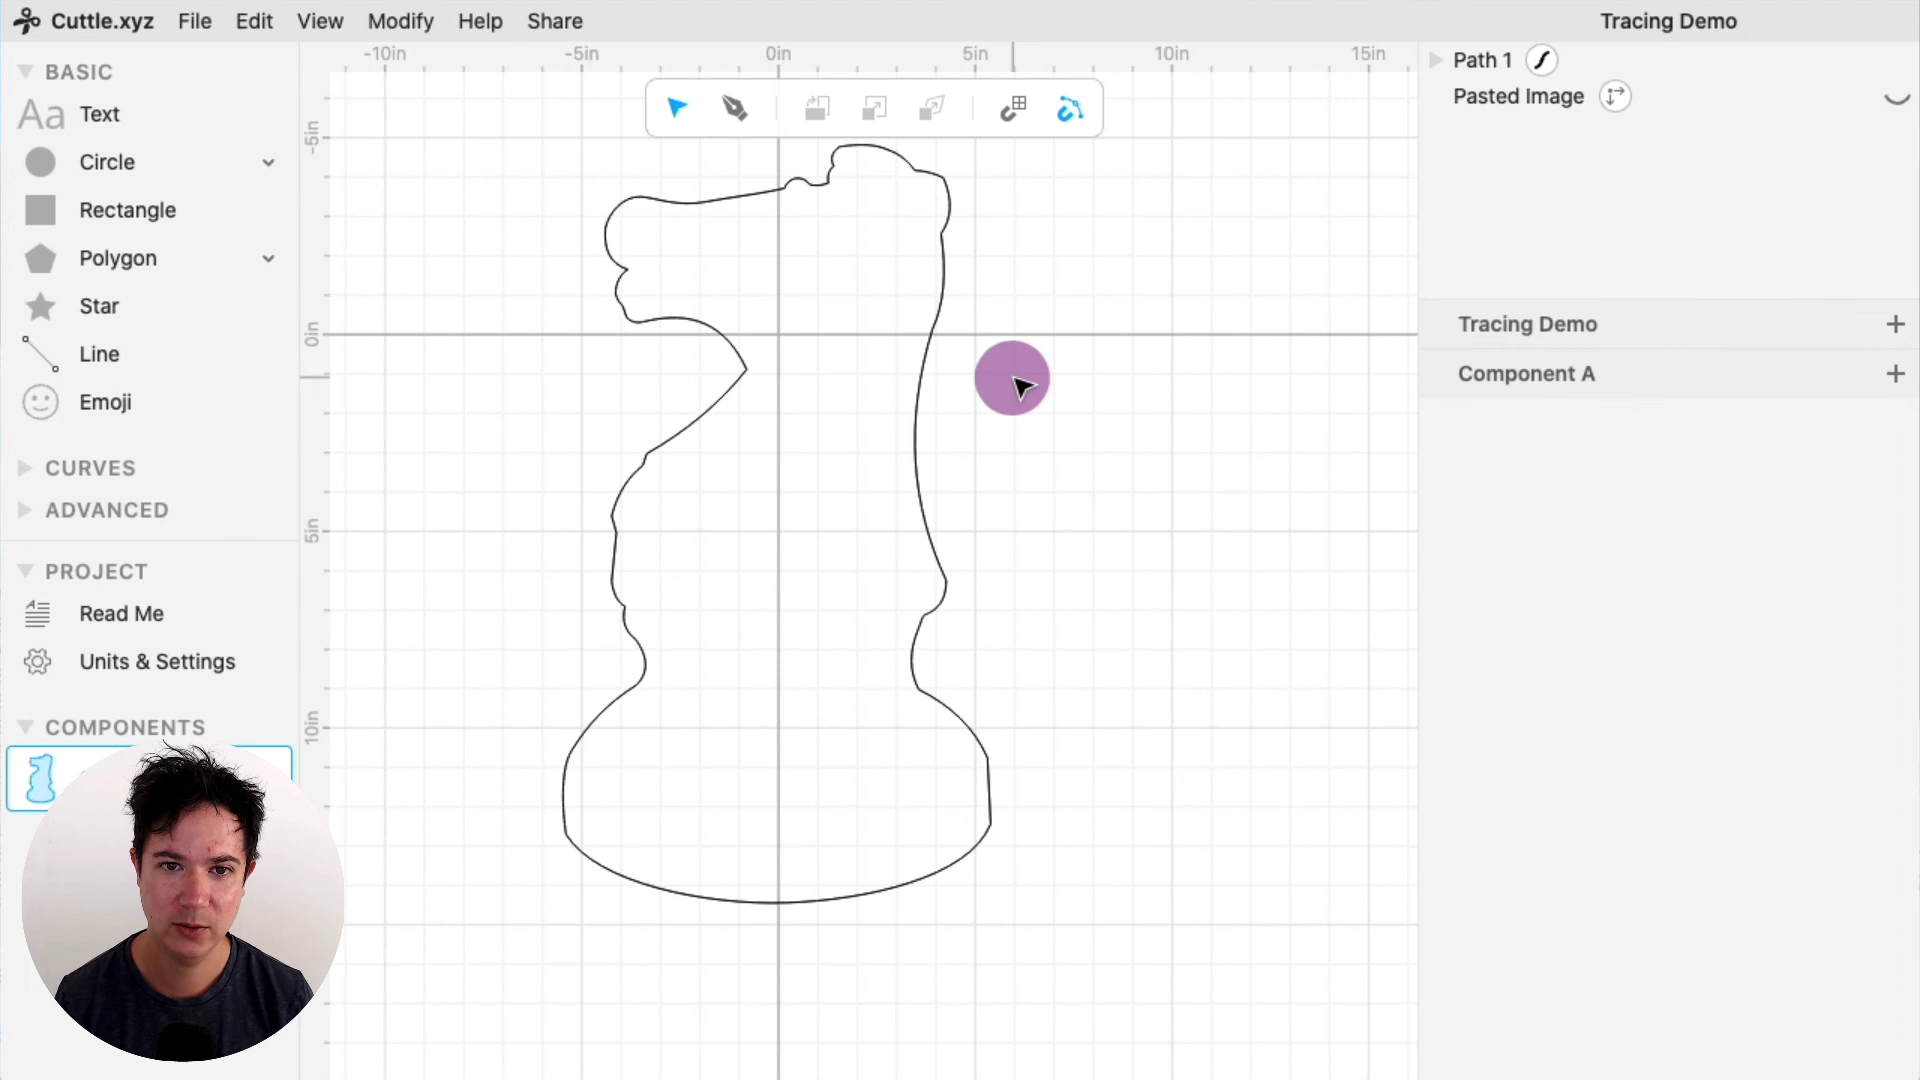 Cuttle.xyz File Edit View Modify Help Share Tracing Demo
-10in -5in 0in 5in 10in 15in
-5in
0in
5in
10in
BASIC
Aa Text
Circle
Rectangle
Polygon
Star
Line
Emoji
CURVES
ADVANCED
PROJECT
Read Me
Units & Settings
COMPONENTS
Path 1
Pasted Image
Tracing Demo
Component A